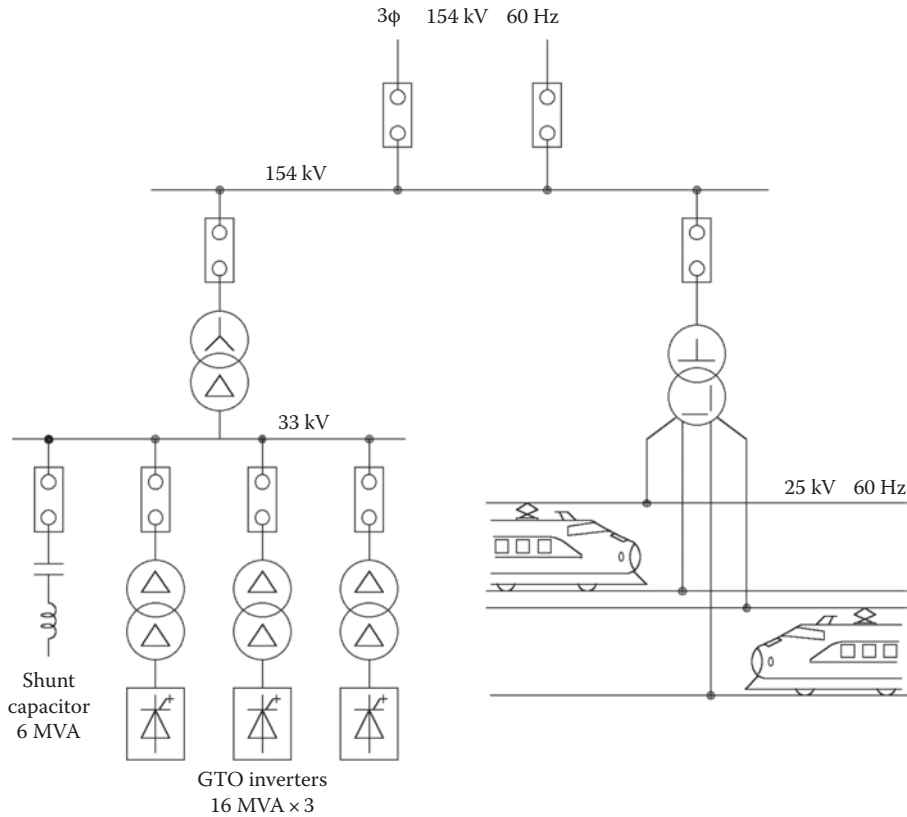 3ϕ 154 kV 60 Hz
154 kV
33 kV
25 kV 60 Hz
Shunt
capacitor
6 MVA
GTO inverters
16 MVA × 3